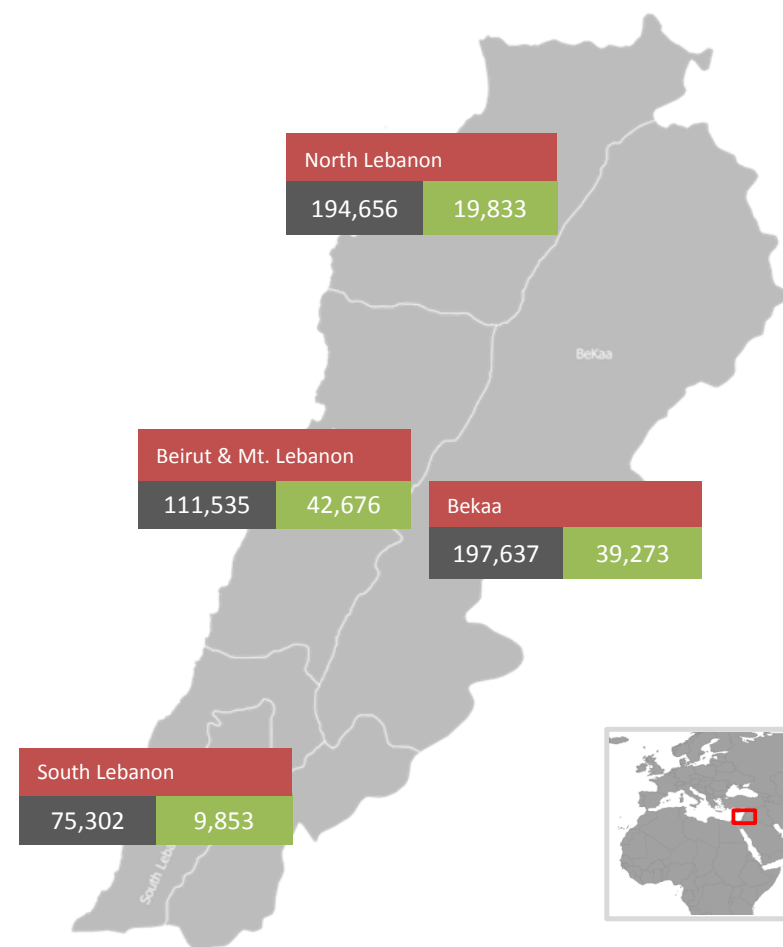 North Lebanon
194,656 19,833
BeKaa
Beirut & Mt. Lebanon
111,535 42,676
Bekaa
197,637 39,273
South Lebanon
75,302 9,853
South